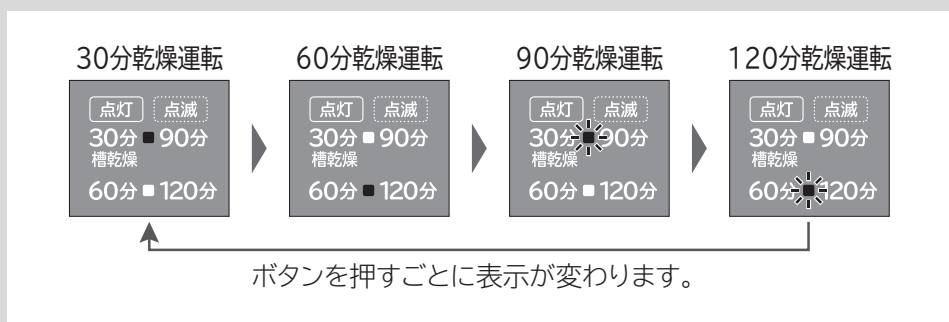 30分乾燥運転
点灯 点滅
30分 90分
槽乾燥
60分 120分
60分乾燥運転
点灯 点滅
30分 90分
槽乾燥
60分 120分
90分乾燥運転
点灯 点滅
30分 90分
槽乾燥
60分 120分
120分乾燥運転
点灯 点滅
30分 90分
槽乾燥
60分 120分
ボタンを押すごとに表示が変わります。